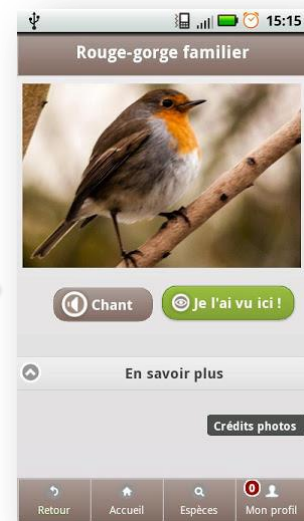 15:15
Rouge-gorge familier
Chant
Je l'ai vu ici !
En savoir plus
Crédits photos
0
Retour Accueil Espèces Mon profil